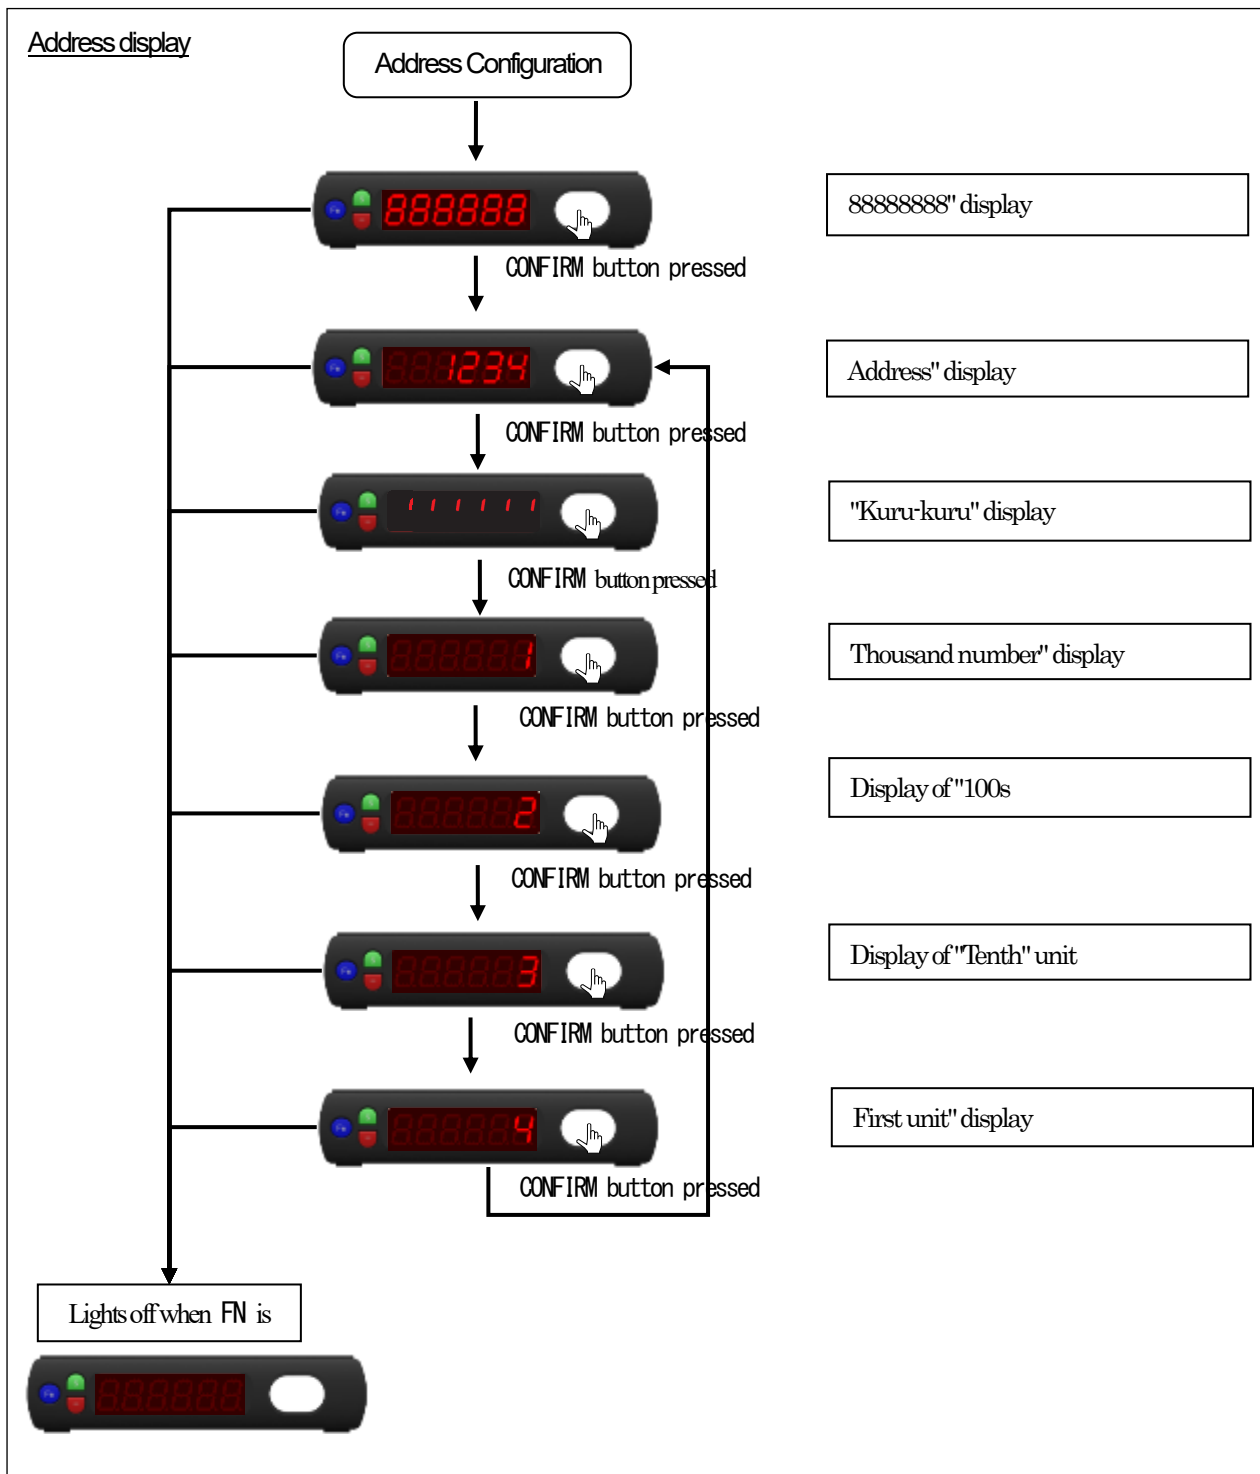 Address display
Address Configuration
888888
88888888" display
CONFIRM button pressed
1234
Address" display
CONFIRM button pressed
"Kuru-kuru" display
CONFIRM button pressed
1
Thousand number" display
CONFIRM button pressed
2
Display of "100s
CONFIRM button pressed
3
Display of "Tenth" unit
CONFIRM button pressed
4
First unit" display
CONFIRM button pressed
Lights off when FN is